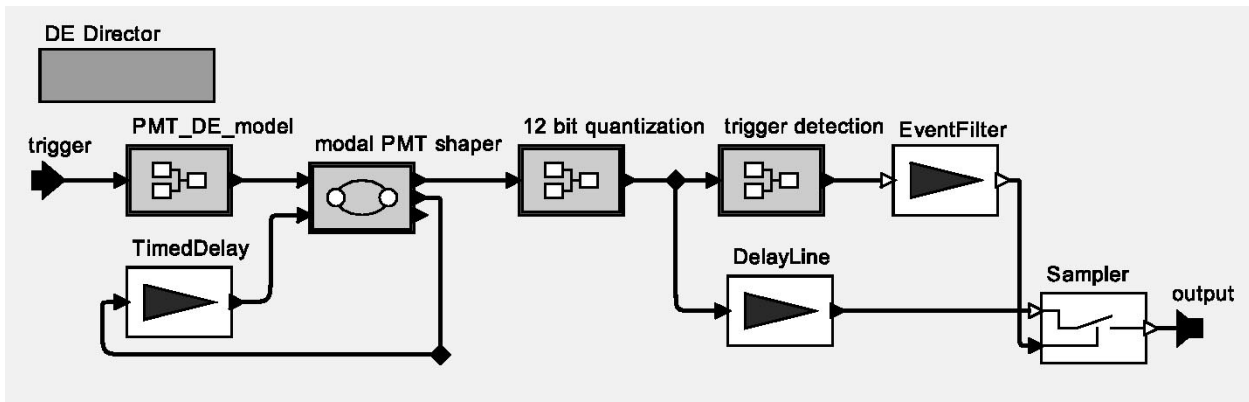 DE Director
PMT_DE_model
trigger
modal PMT shaper
12 bit quantization
trigger detection
EventFilter
TimedDelay
DelayLine
Sampler
output